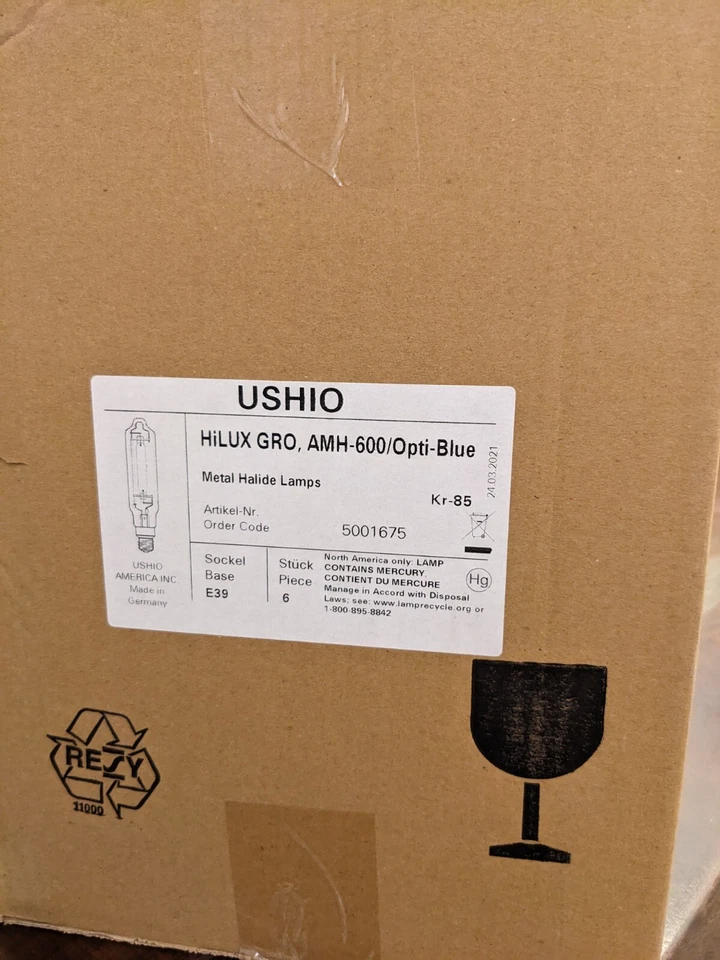 USHIO
HiLUX GRO, AMH-600/Opti-Blue
24.03.2021
Metal Halide Lamps
Kr-85
Artikel-Nr.
Order Code
5001675
USHIO
AMERICA INC
Made in
Germany
Sockel
Base
E39
Stück
Piece
6
North America only: LAMP
CONTAINS MERCURY.
CONTIENT DU MERCURE
Manage in Accord with Disposal
Laws; see: www.lamprecycle.org or
1-800-895-8842
Hg
RESY
11000